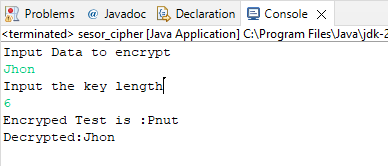 Problems @ Javadoc Declaration Console
<terminated> sesor_cipher [Java Application] C:\Program Files\Java\jdk-2
Input Data to encrypt
Jhon
Input the key length
6
Encryped Test is :Pnut
Decrypted:Jhon